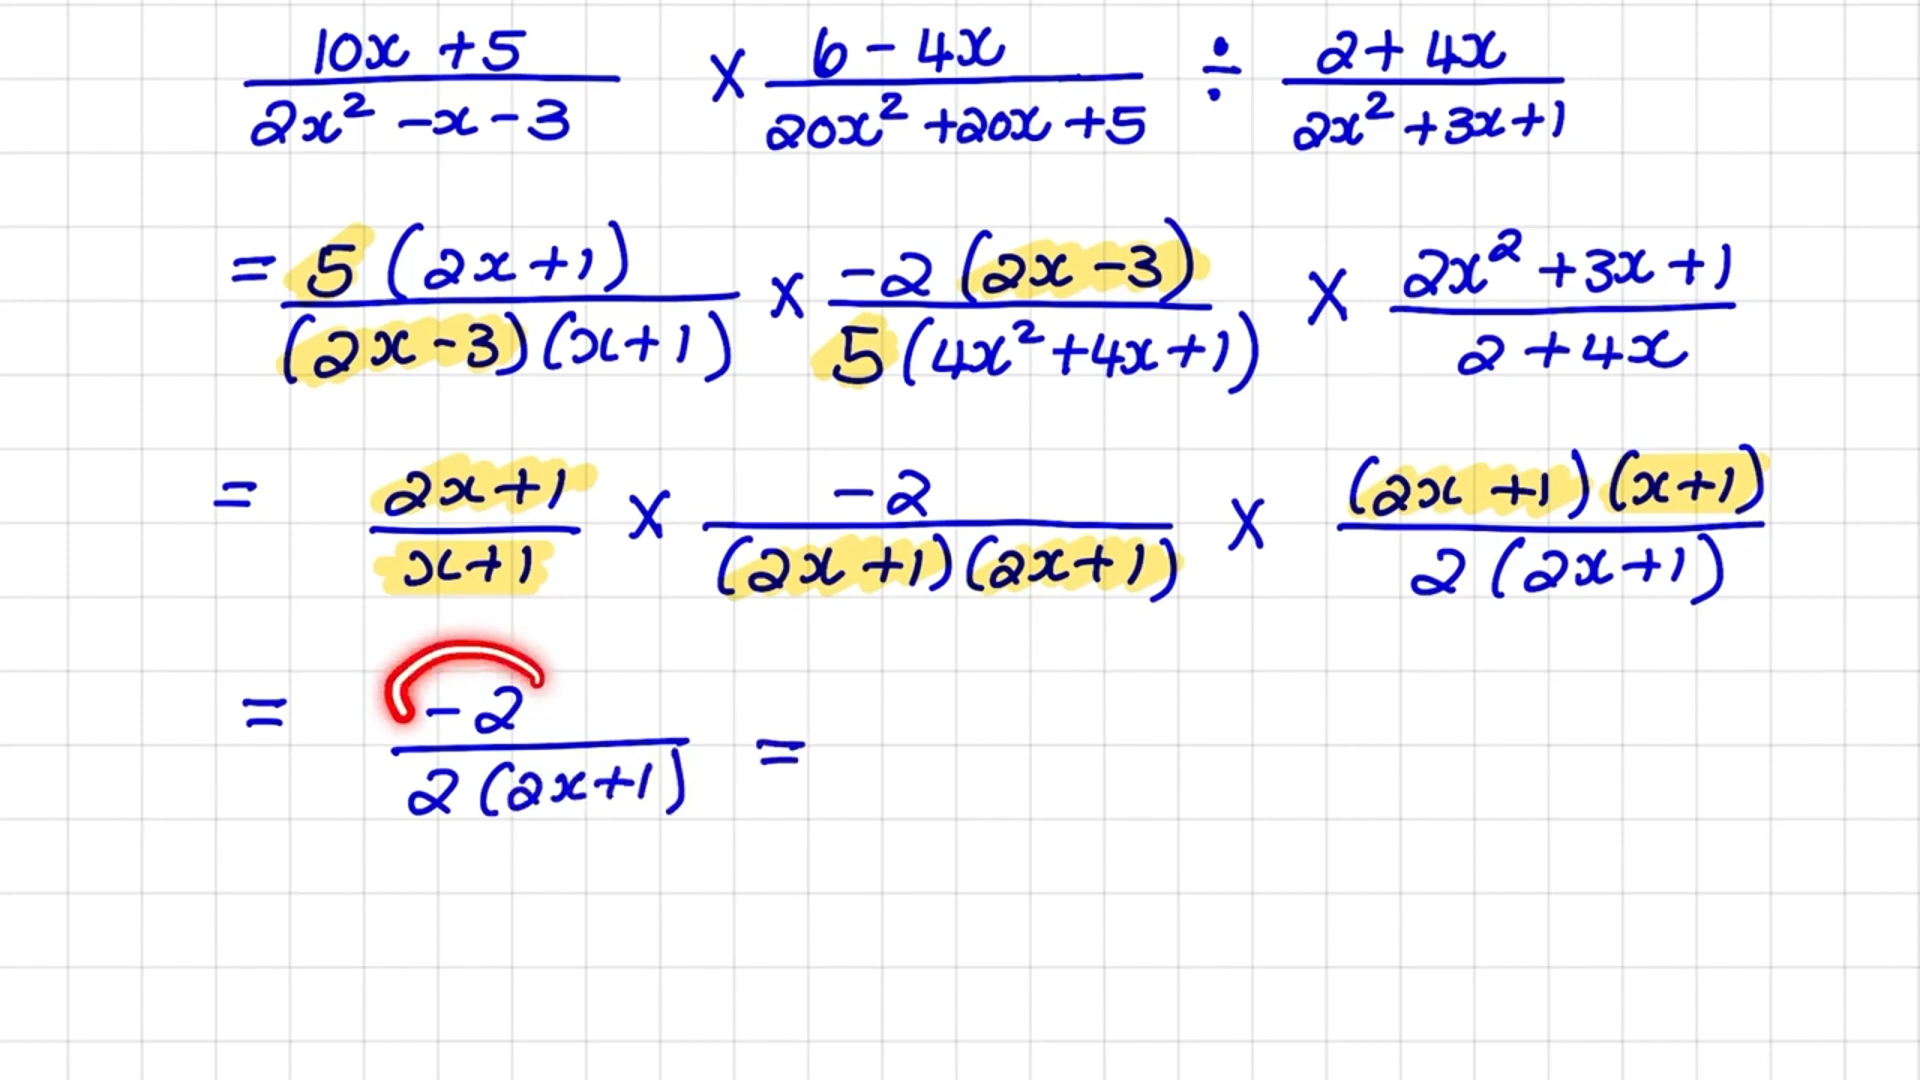 (10x + 5)/(2x² - x - 3) × (6 - 4x)/(20x² + 20x + 5) ÷ (2 + 4x)/(2x² + 3x + 1)
= 5(2x + 1)/((2x - 3)(x + 1)) × -2(2x - 3)/(5(4x² + 4x + 1)) × (2x² + 3x + 1)/(2 + 4x)
= (2x + 1)/(x + 1) × -2/((2x + 1)(2x + 1)) × (2x + 1)(x + 1)/(2(2x + 1))
= -2/(2(2x + 1)) =